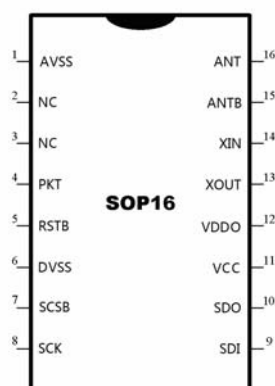 1 AVSS ANT 16
2 NC ANTB 15
3 NC XIN 14
4 PKT XOUT 13
SOP16
5 RSTB VDDO 12
6 DVSS VCC 11
7 SCSB SDO 10
8 SCK SDI 9